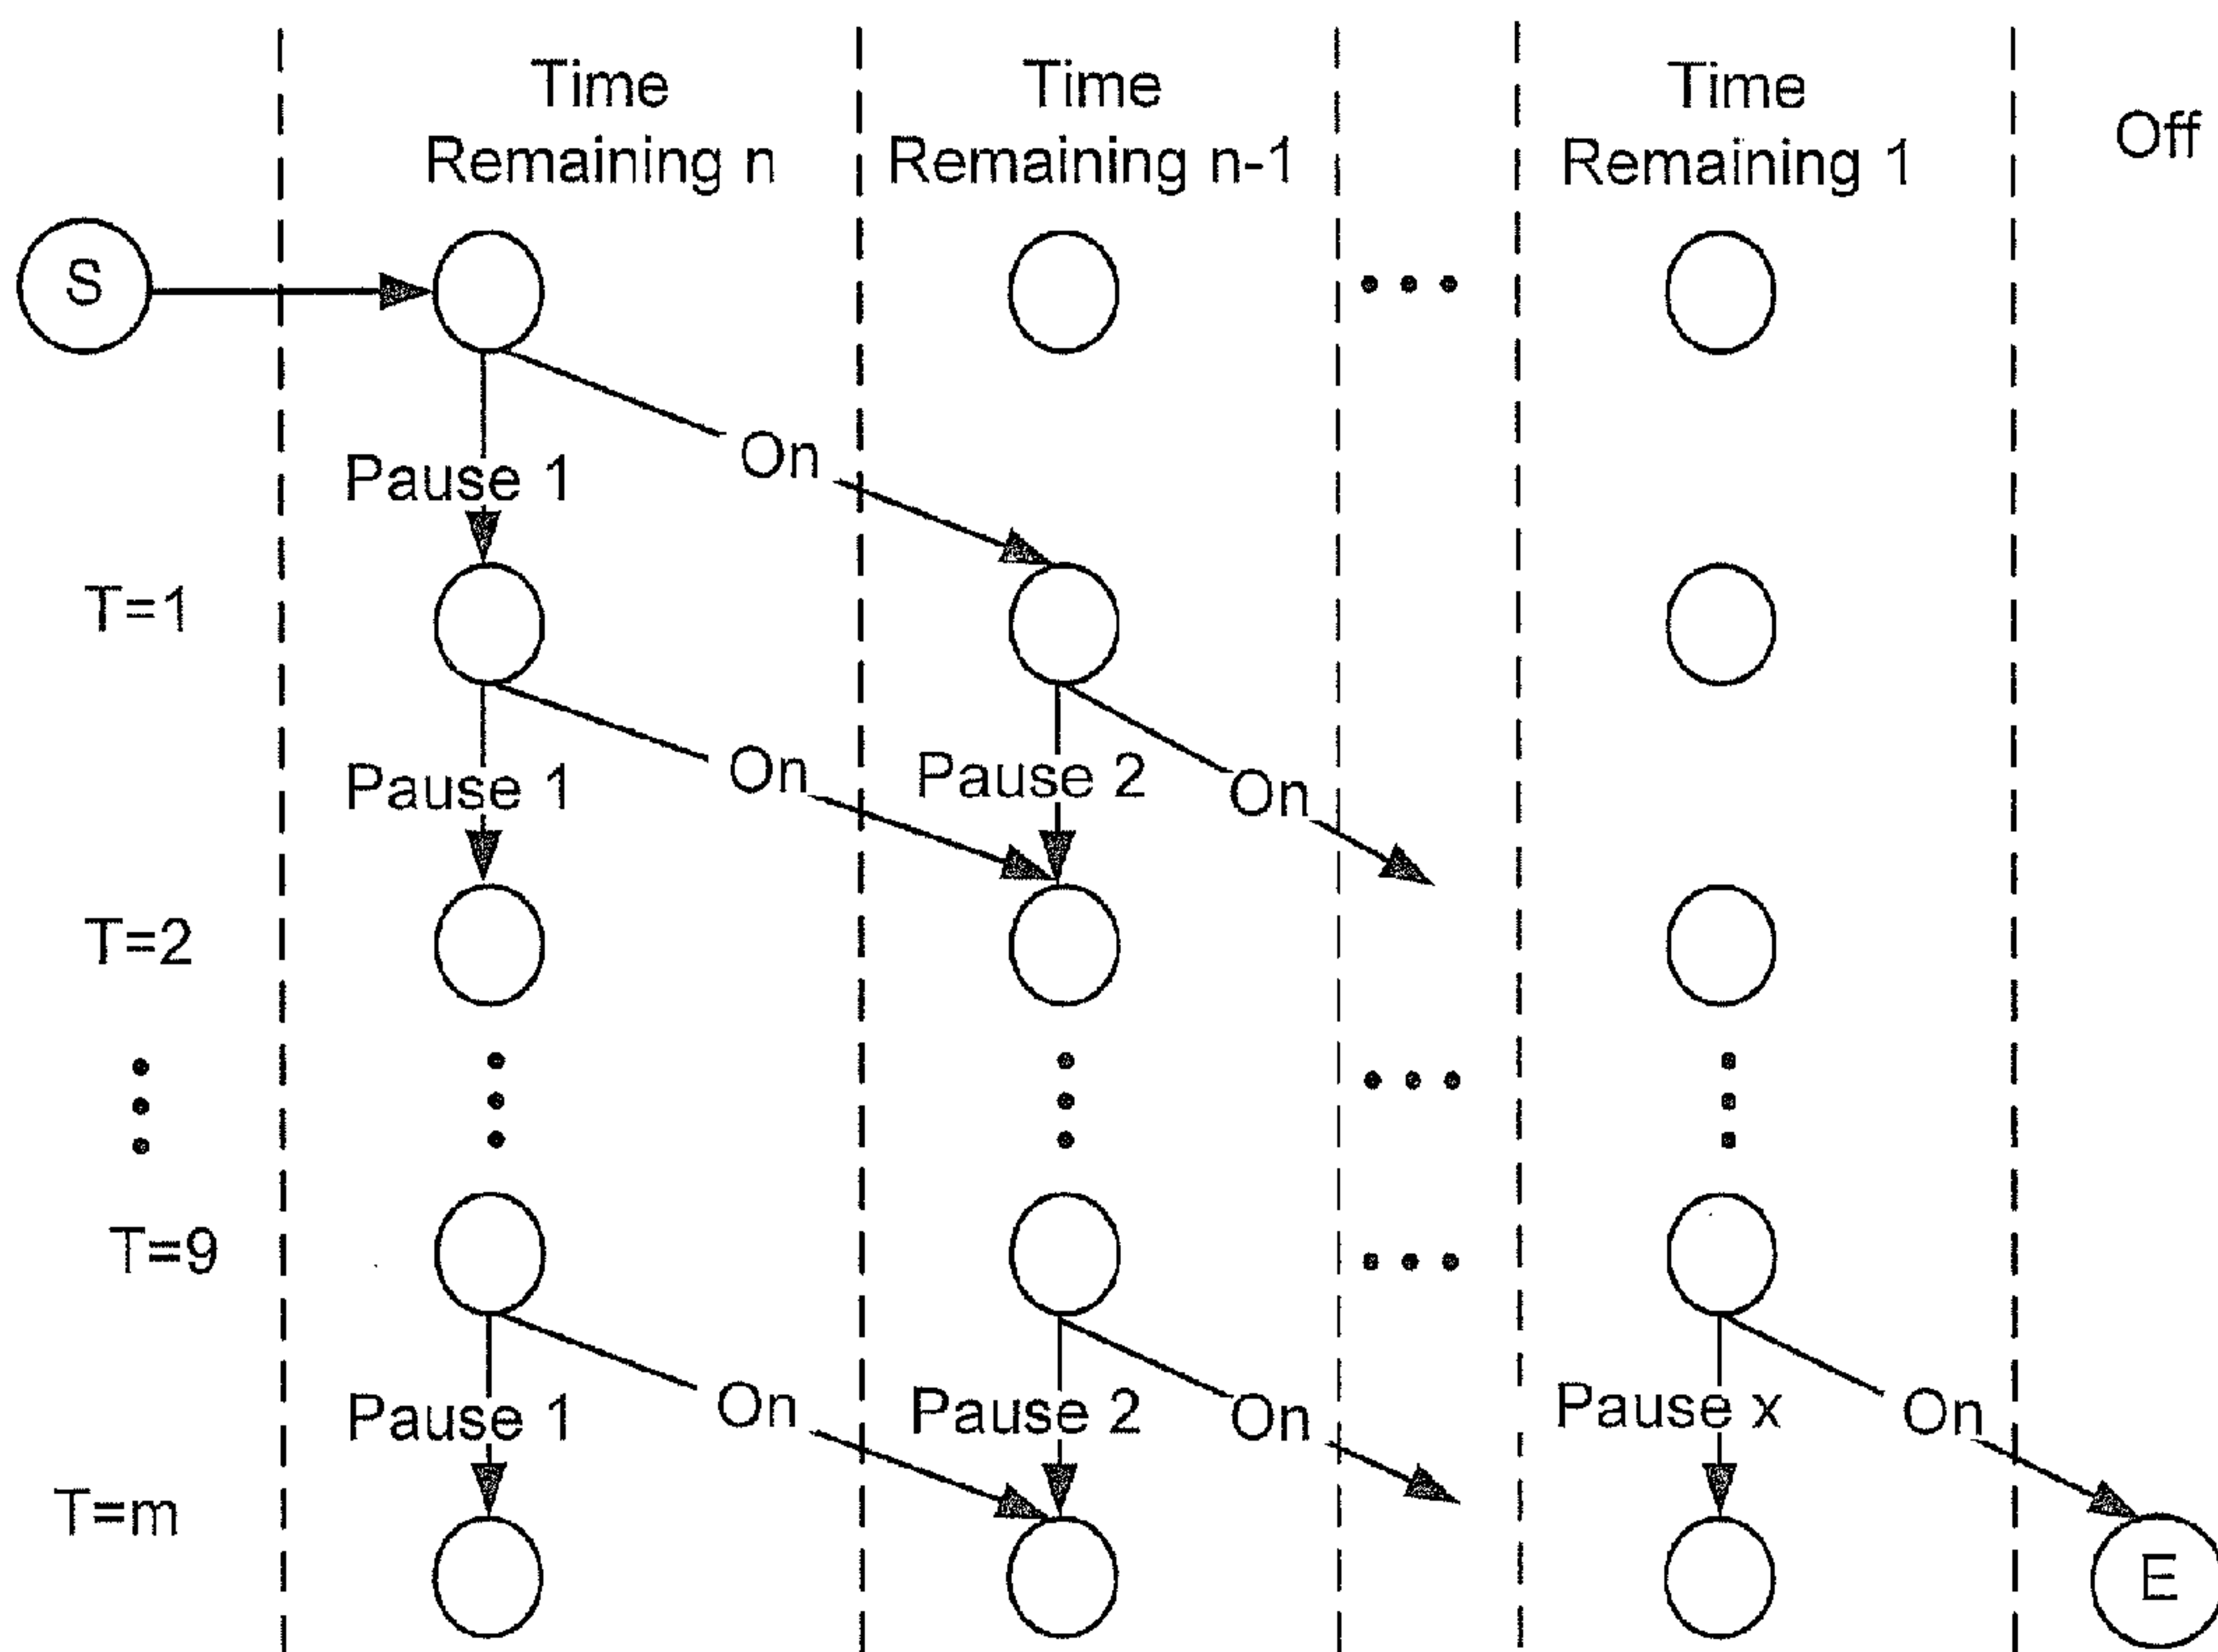 Time
Remaining n
Time
Remaining n-1
Time
Remaining 1
Off
S
On
Pause 1
T=1
On
Pause 1
Pause 2
On
T=2
T=9
Pause 1
On
Pause 2
On
Pause x
On
T=m
E